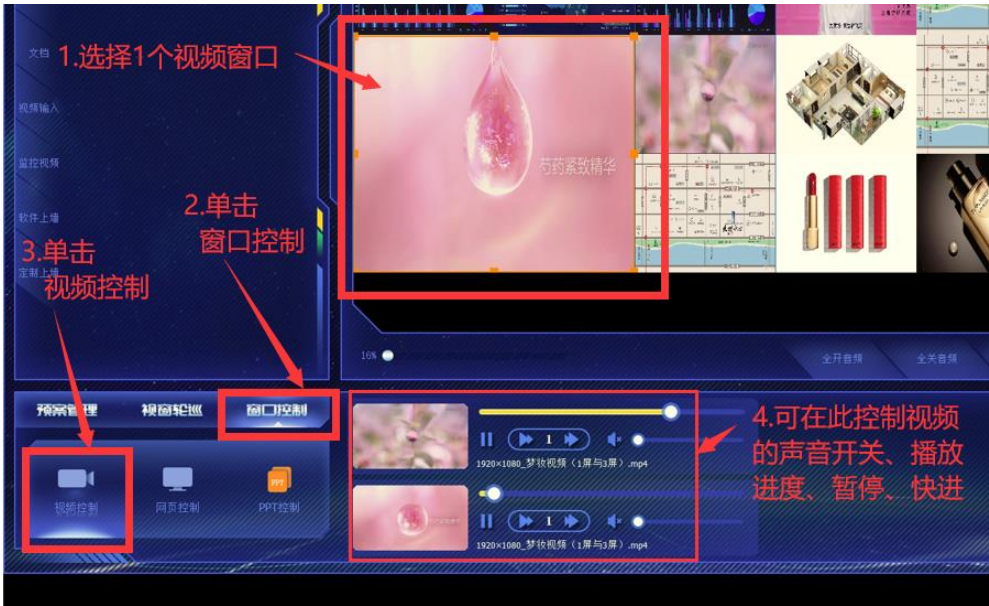 文档
1.选择1个视频窗口
视频输入
监控视频
芍药紧致精华
2.单击
窗口控制
软件上墙
3.单击
定制上墙
视频控制
16%
全开音频
全关音频
预案管理
视窗轮巡
窗口控制
视频控制
网页控制
PPT
PPT控制
1
1920×1080_梦妆视频（1屏与3屏）.mp4
1
1920×1080_梦妆视频（1屏与3屏）.mp4
4.可在此控制视频
的声音开关、播放
进度、暂停、快进